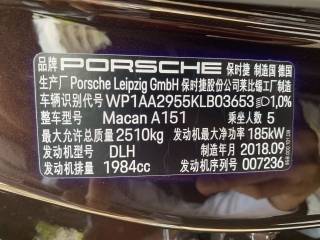 品牌 PORSCHE 保时捷 制造国 德国
生产厂 Porsche Leipzig GmbH 保时捷股份公司莱比锡工厂制造
车辆识别代号 WP1AA2955KLB03653 1,0%
整车型号 Macan A151 乘坐人数 5
最大允许总质量 2510kg 发动机最大净功率 185kW
发动机型号 DLH 制造年月 2018.09
发动机排量 1984cc 发动机序列号 007236